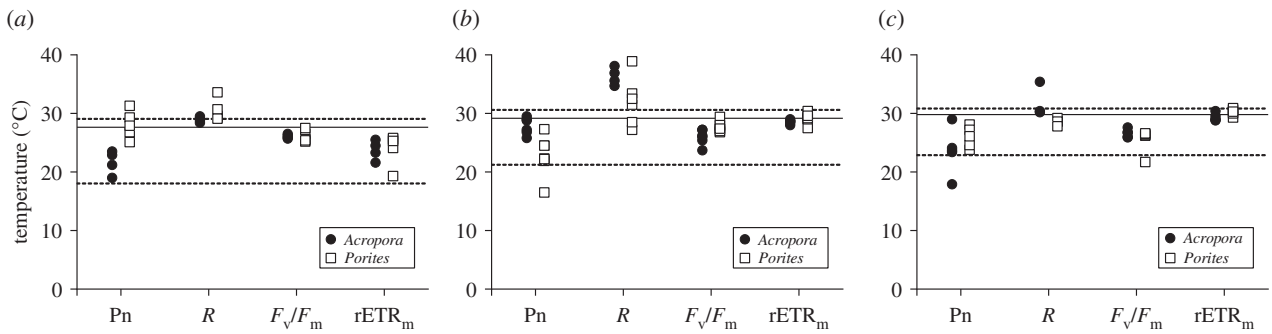 (a)
40
30
20
10
0
temperature (°C)
Pn R Fv/Fm rETRm
Acropora
Porites
(b)
40
30
20
10
0
Pn R Fv/Fm rETRm
Acropora
Porites
(c)
40
30
20
10
0
Pn R Fv/Fm rETRm
Acropora
Porites